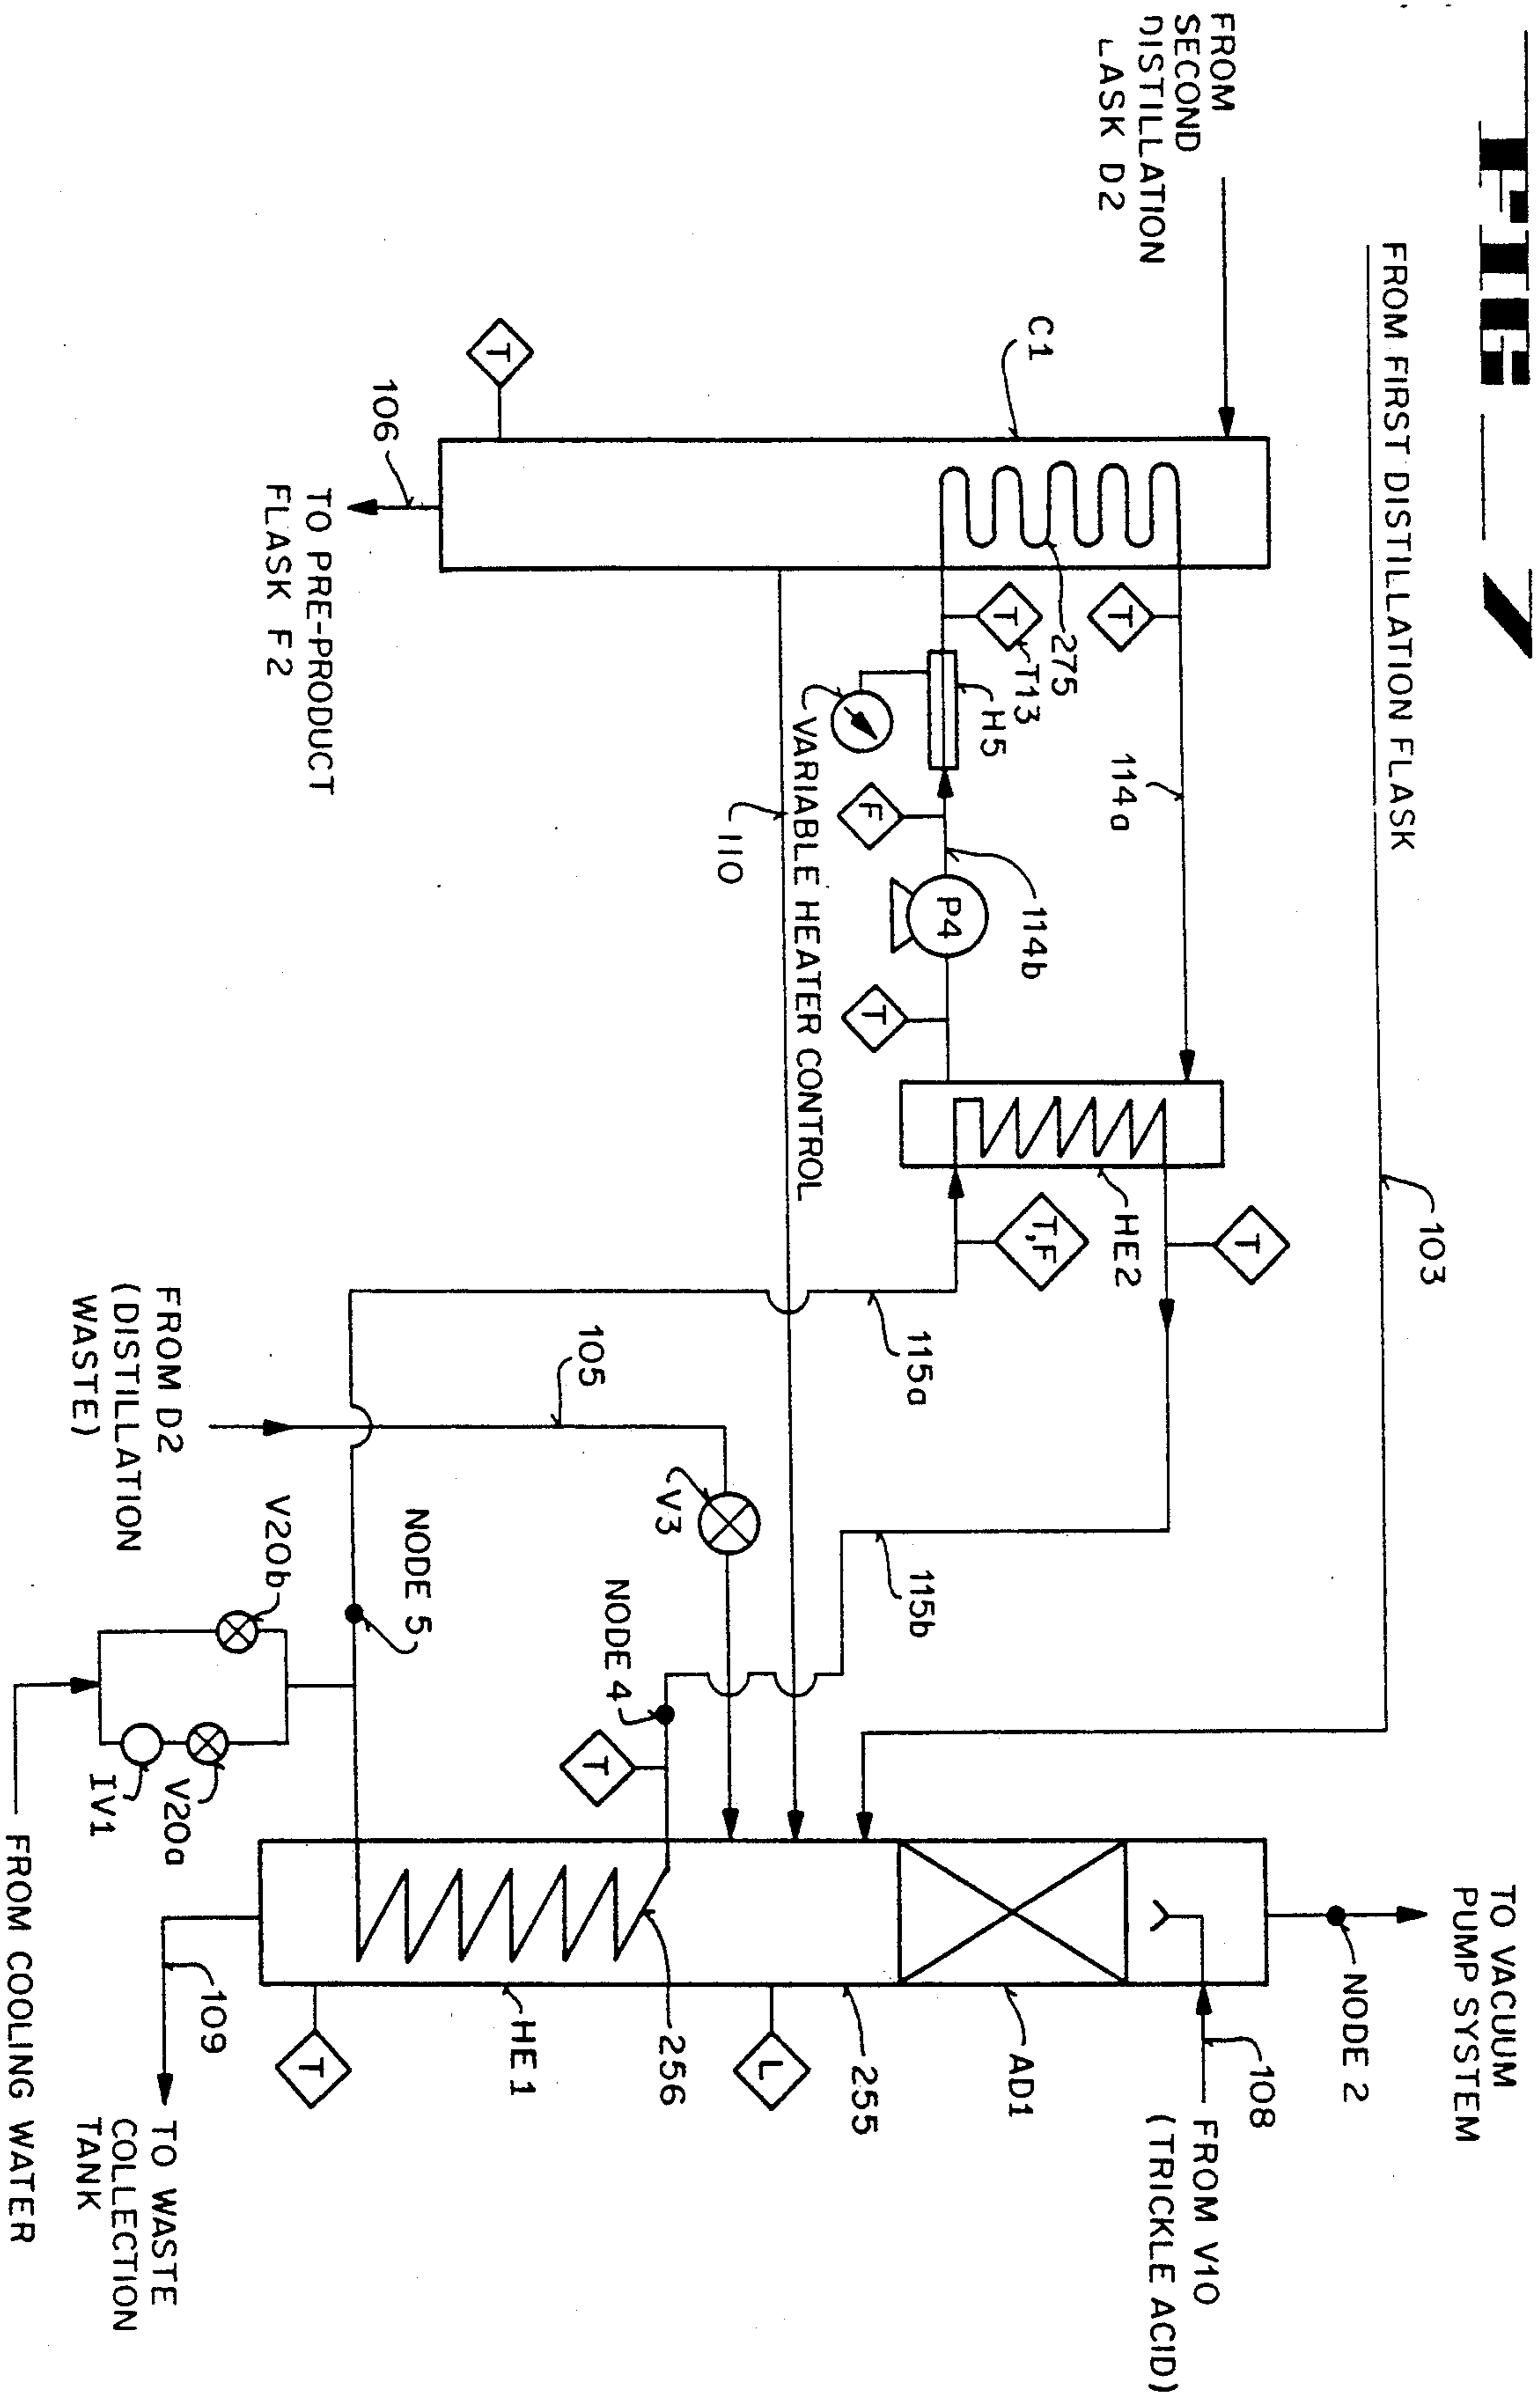 FIG 7
FROM FIRST DISTILLATION FLASK
103
TO VACUUM
PUMP SYSTEM
NODE 2
FROM
SECOND
DISTILLATION
LASK D2
C1
T
275
T
T13
H5
114a
VARIABLE HEATER CONTROL
F
114b
P4
T
110
HE2
T
T,F
115a
115b
108
FROM V10
(TRICKLE ACID)
AD1
255
L
256
HE1
T
T
106
TO PRE-PRODUCT
FLASK F2
FROM D2
(DISTILLATION
WASTE)
105
V3
NODE 4
T
NODE 5
V20b
V20a
IV1
109
TO WASTE
COLLECTION
TANK
FROM COOLING WATER